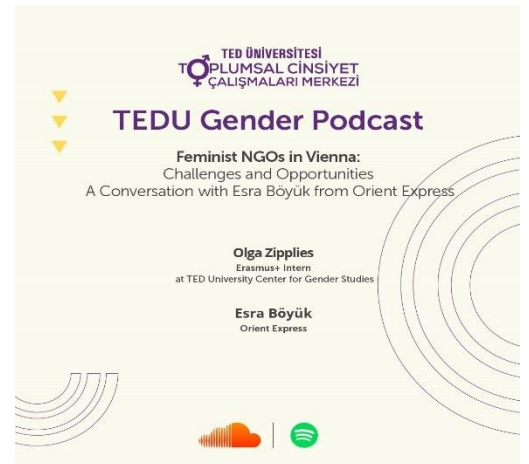 TED ÜNİVERSİTESİ
TOPLUMSAL CİNSİYET
ÇALIŞMALARI MERKEZİ
TEDU Gender Podcast
Feminist NGOs in Vienna:
Challenges and Opportunities
A Conversation with Esra Böyük from Orient Express
Olga Zipplies
Erasmus+ Intern
at TED University Center for Gender Studies
Esra Böyük
Orient Express